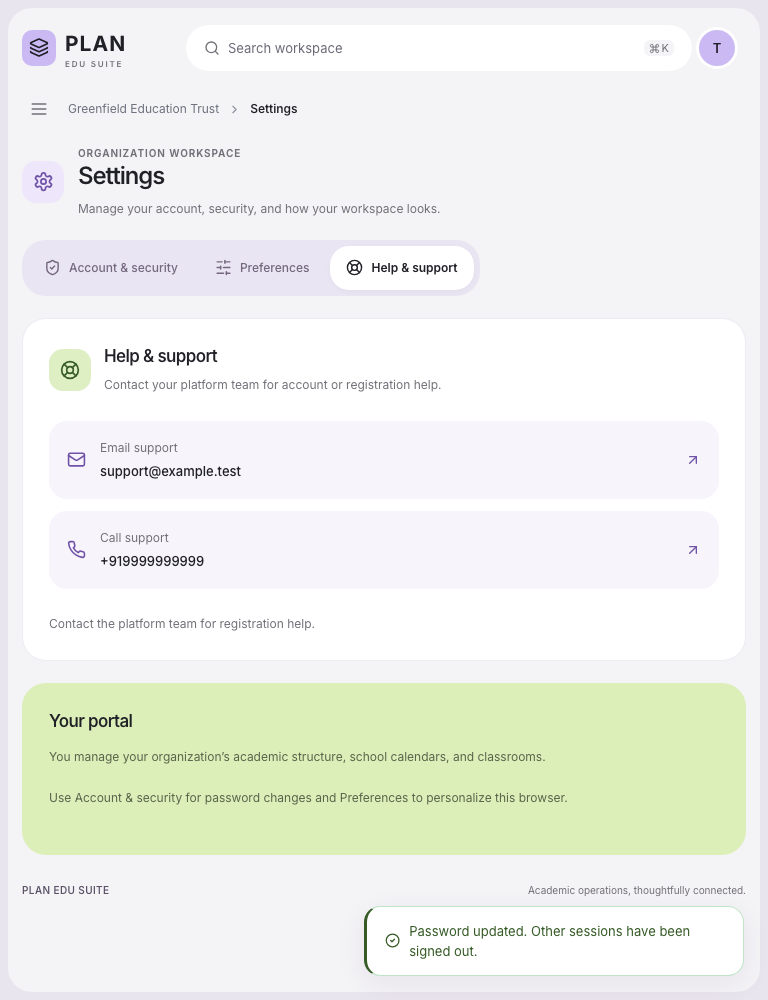 PLAN
EDU SUITE
Search workspace
⌘K
T
Greenfield Education Trust
Settings
ORGANIZATION WORKSPACE
Settings
Manage your account, security, and how your workspace looks.
Account & security
Preferences
Help & support
Help & support
Contact your platform team for account or registration help.
Email support
support@example.test
Call support
+919999999999
Contact the platform team for registration help.
Your portal
You manage your organization’s academic structure, school calendars, and classrooms.
Use Account & security for password changes and Preferences to personalize this browser.
PLAN EDU SUITE
Academic operations, thoughtfully connected.
Password updated. Other sessions have been
signed out.